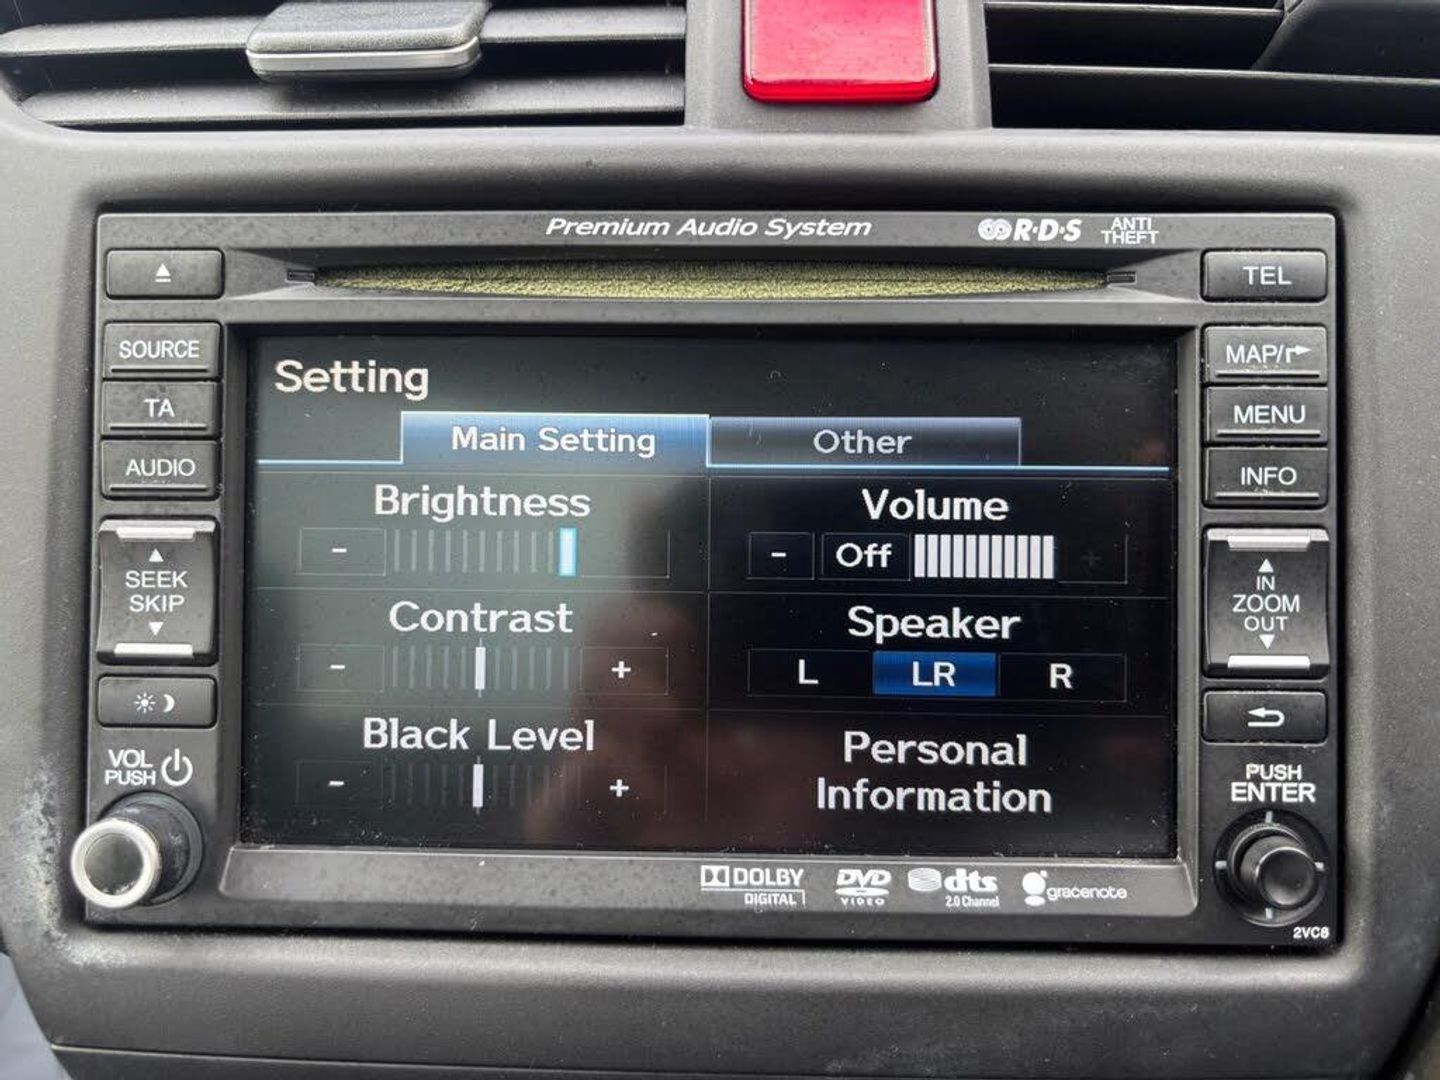 Premium Audio System
R·D·S
ANTI
THEFT
TEL
SOURCE
MAP/
TA
MENU
AUDIO
INFO
SEEK
SKIP
IN
ZOOM
OUT
VOL
PUSH
PUSH
ENTER
Setting
Main Setting
Other
Brightness
-
Volume
-
Off
+
Contrast
-
+
Speaker
L
LR
R
Black Level
-
+
Personal
Information
DOLBY
DIGITAL
DVD
VIDEO
dts
2.0 Channel
gracenote
2VC8